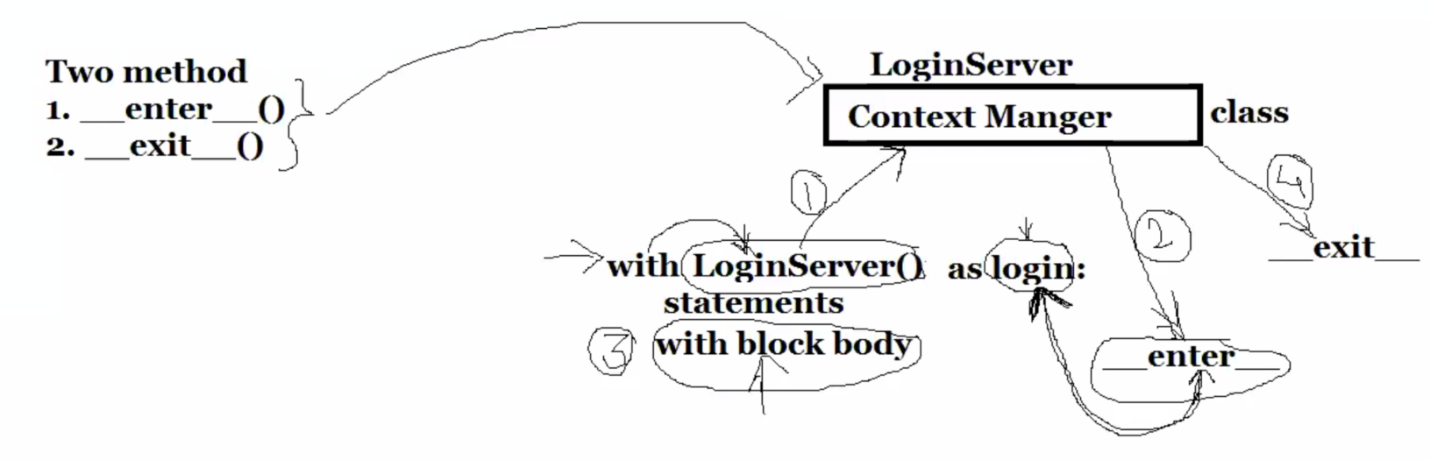 Two method
1. __enter__()
2. __exit__()
LoginServer
Context Manger
class
1
4
2
__exit__
with LoginServer() as login:
statements
3
with block body
__enter__